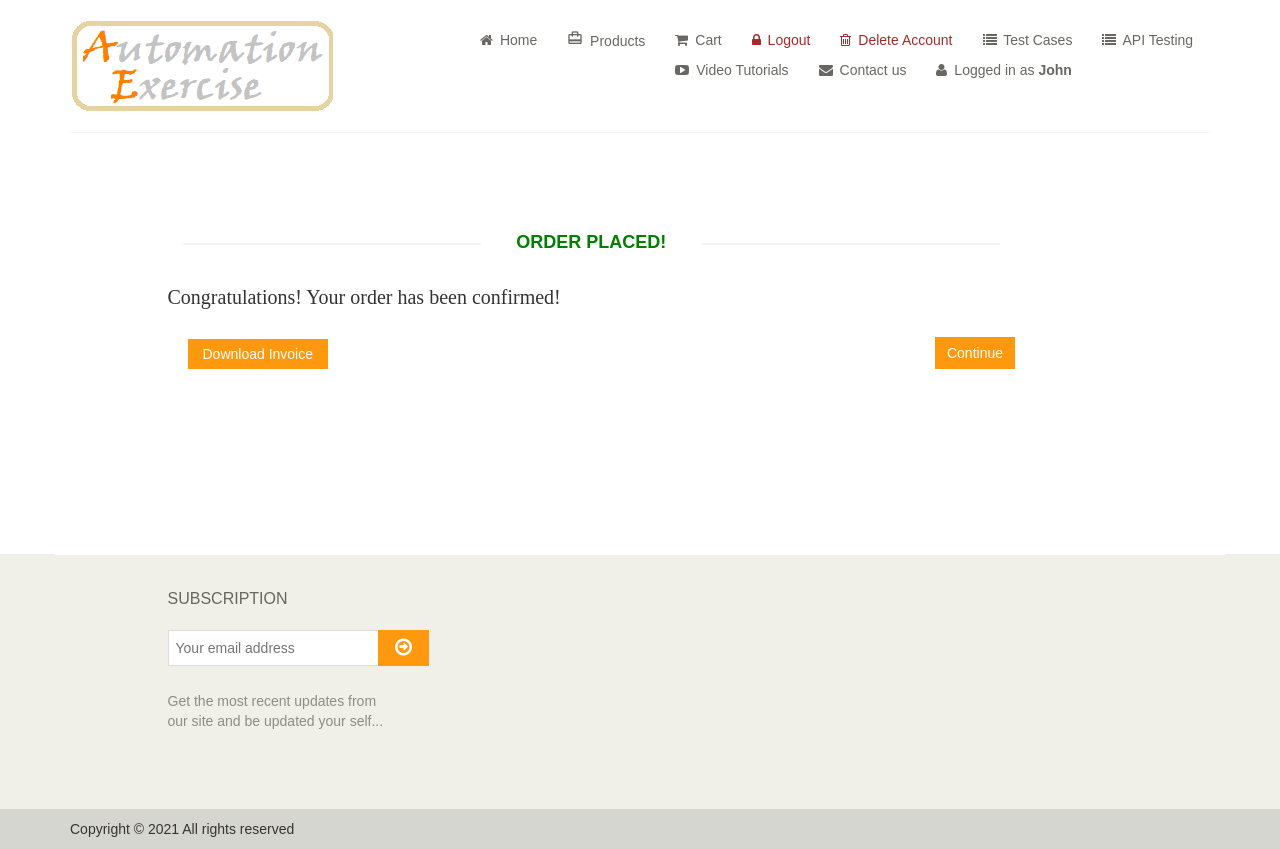 Automation
Exercise
Home Products Cart Logout Delete Account Test Cases API Testing
Video Tutorials Contact us Logged in as John
ORDER PLACED!
Congratulations! Your order has been confirmed!
Download Invoice Continue
SUBSCRIPTION
Your email address
Get the most recent updates from
our site and be updated your self...
Copyright © 2021 All rights reserved